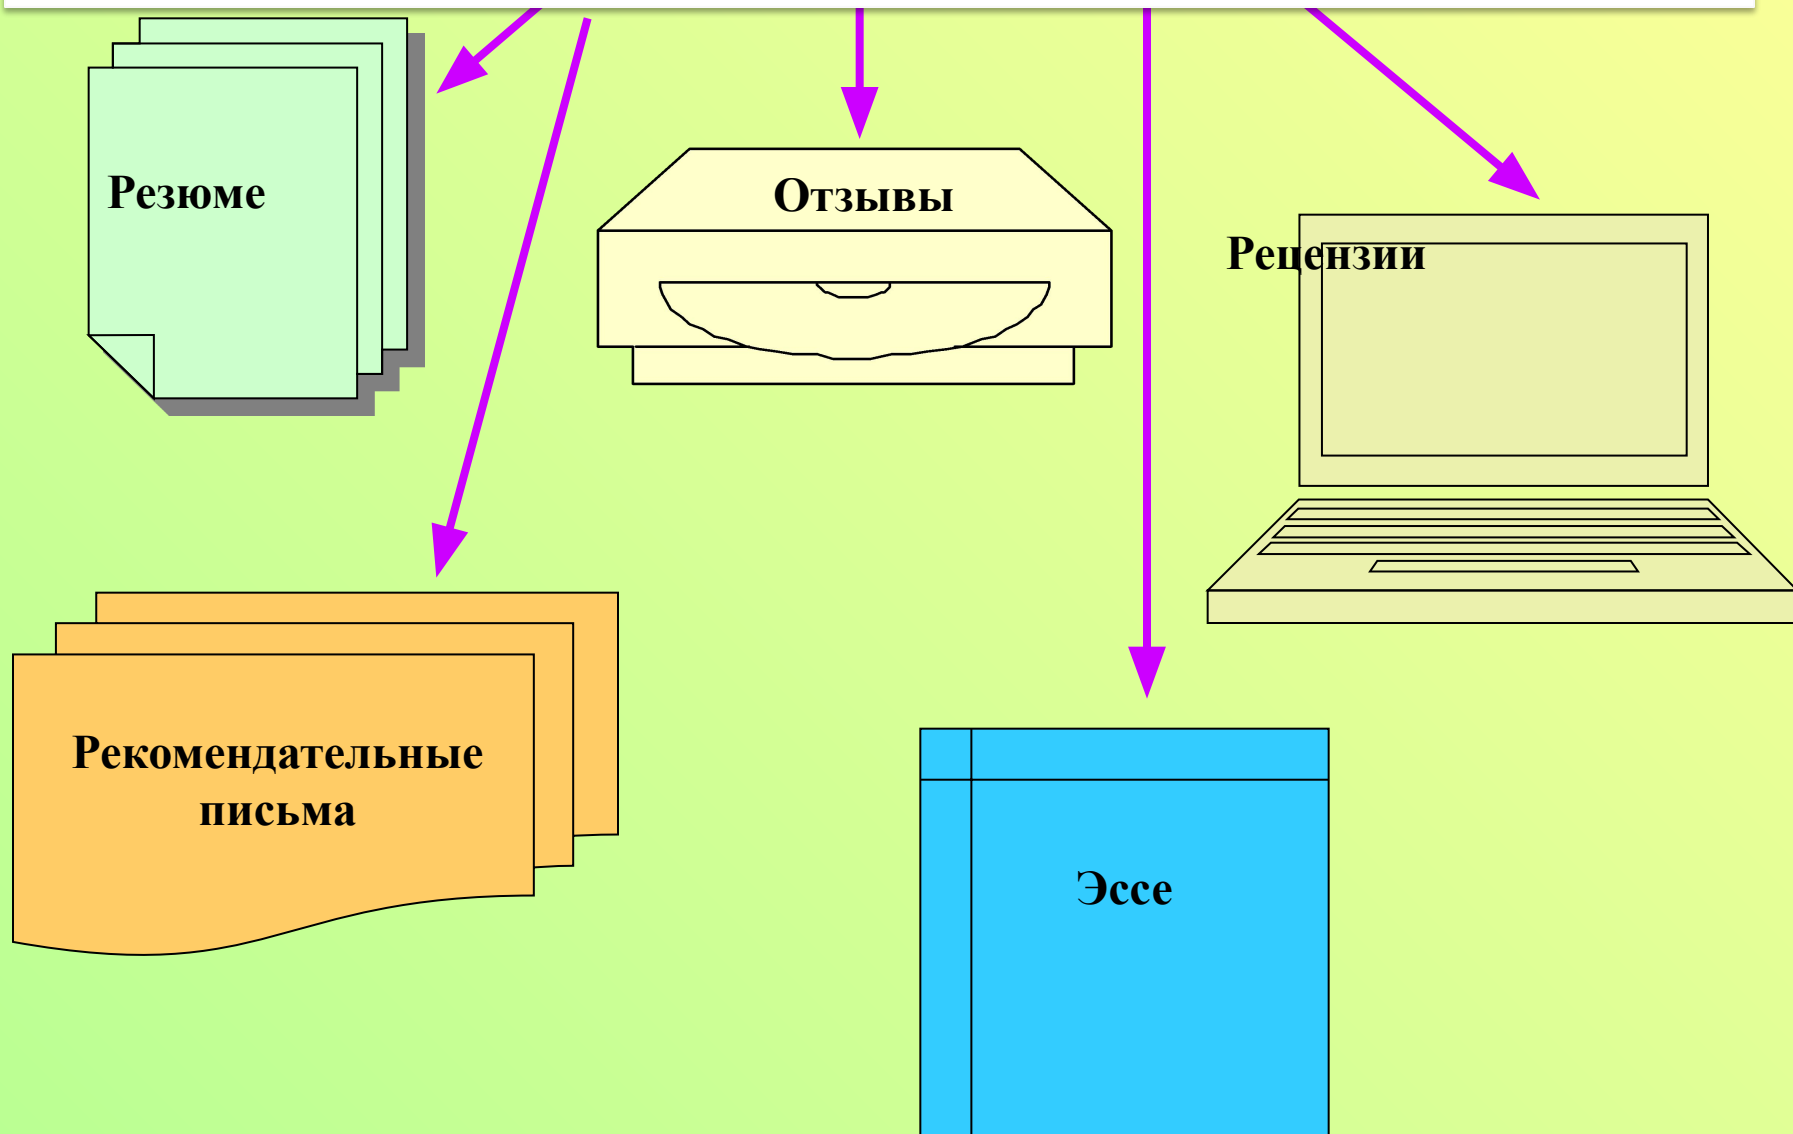 Резюме
Отзывы
Рецензии
Рекомендательные
письма
Эссе